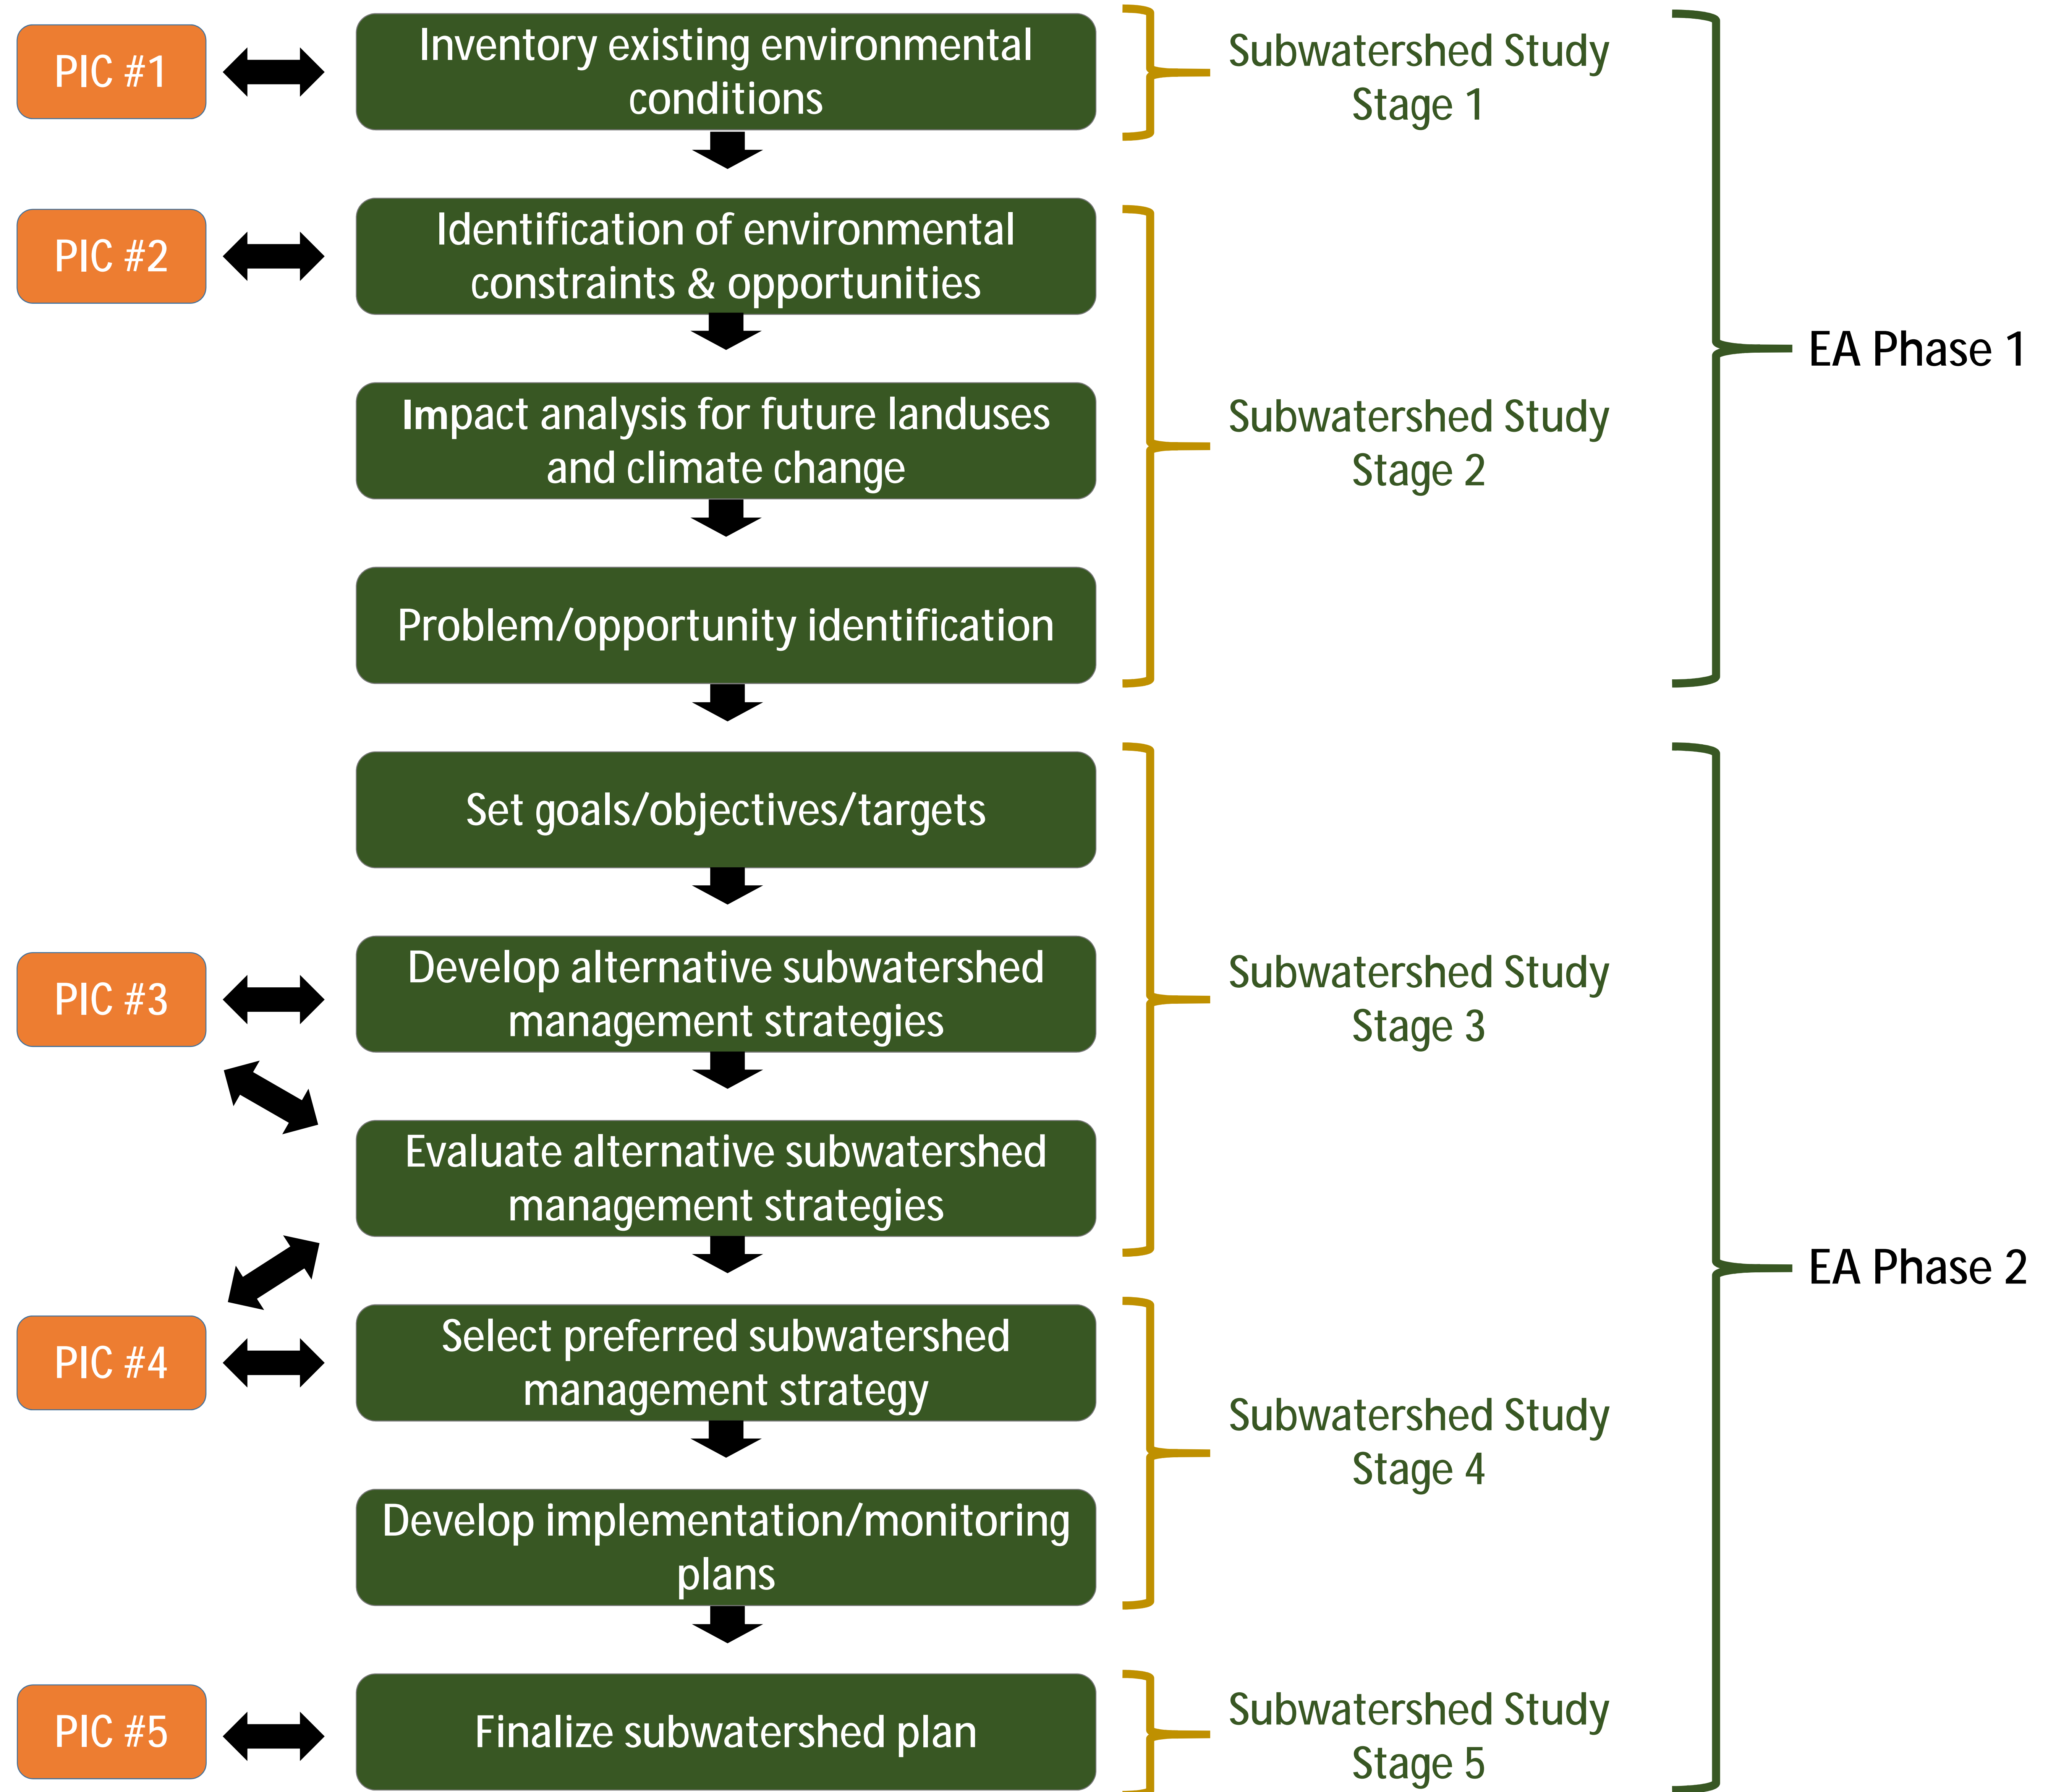 PIC #1
Inventory existing environmental
conditions
Subwatershed Study
Stage 1
PIC #2
Identification of environmental
constraints & opportunities
EA Phase 1
Impact analysis for future landuses
and climate change
Subwatershed Study
Stage 2
Problem/opportunity identification
Set goals/objectives/targets
PIC #3
Develop alternative subwatershed
management strategies
Subwatershed Study
Stage 3
Evaluate alternative subwatershed
management strategies
EA Phase 2
PIC #4
Select preferred subwatershed
management strategy
Subwatershed Study
Stage 4
Develop implementation/monitoring
plans
PIC #5
Finalize subwatershed plan
Subwatershed Study
Stage 5